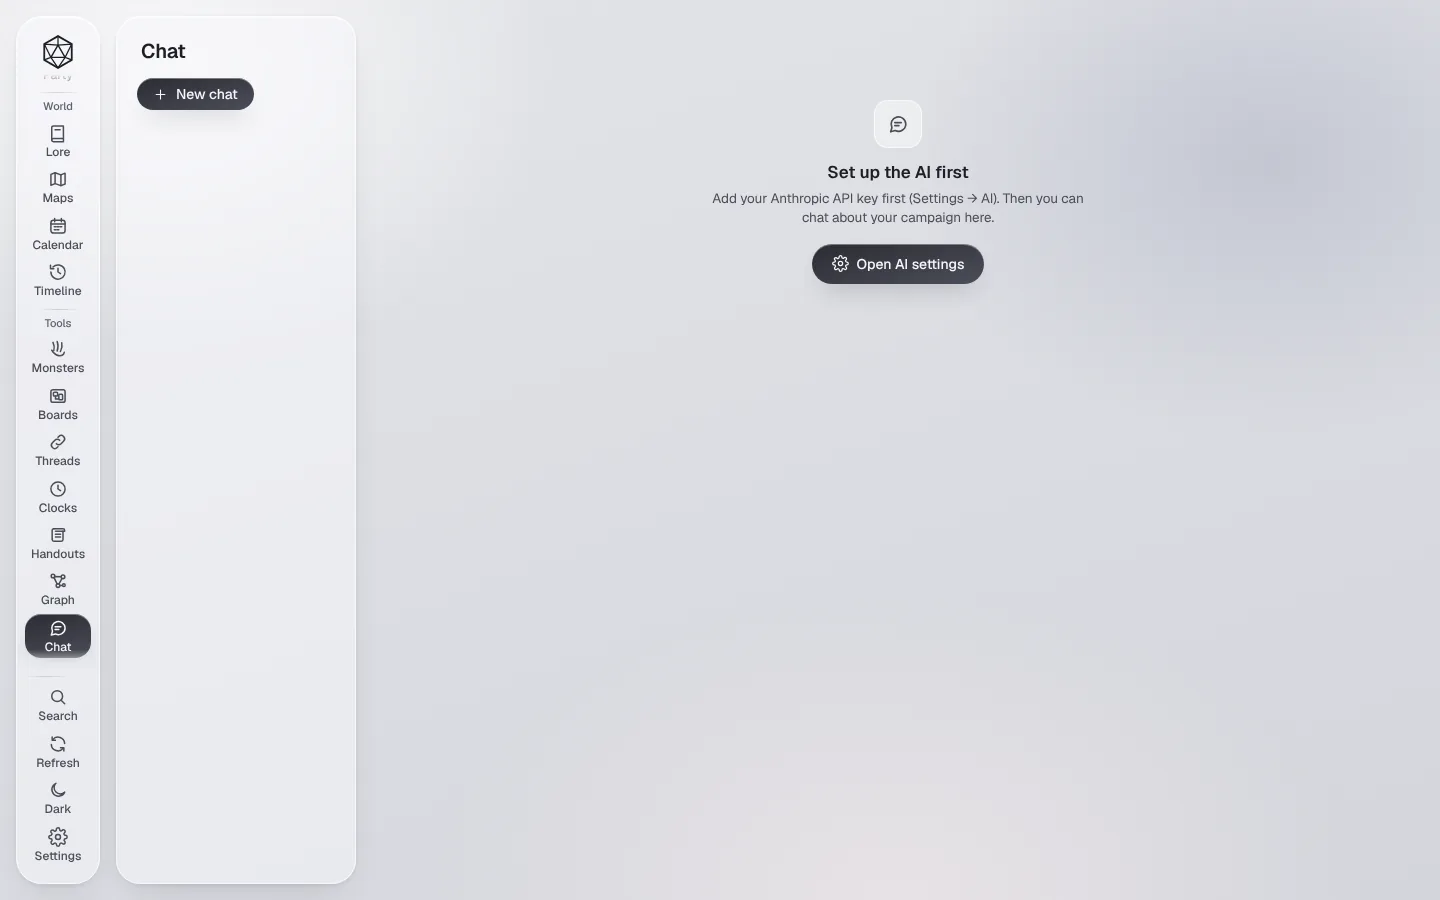 Party
World
Lore
Maps
Calendar
Timeline
Tools
Monsters
Boards
Threads
Clocks
Handouts
Graph
Chat
Search
Refresh
Dark
Settings
Chat
New chat
Set up the AI first
Add your Anthropic API key first (Settings → AI). Then you can
chat about your campaign here.
Open AI settings